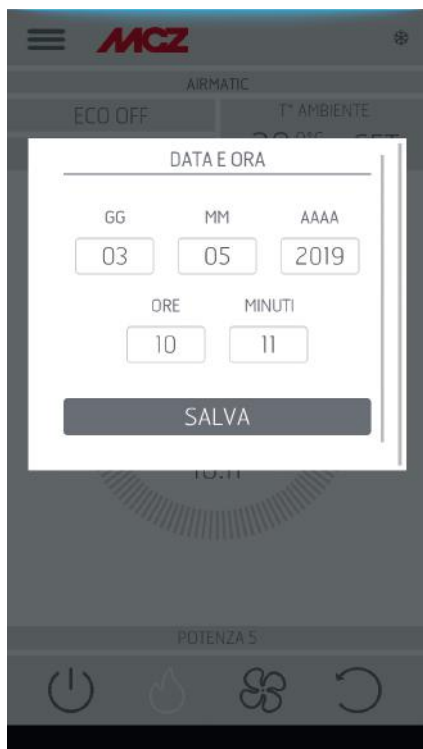 MCZ
AIRMATIC
ECO OFF
T° AMBIENTE
DATA E ORA
GG MM AAAA
03 05 2019
ORE MINUTI
10 11
SALVA
POTENZA 5